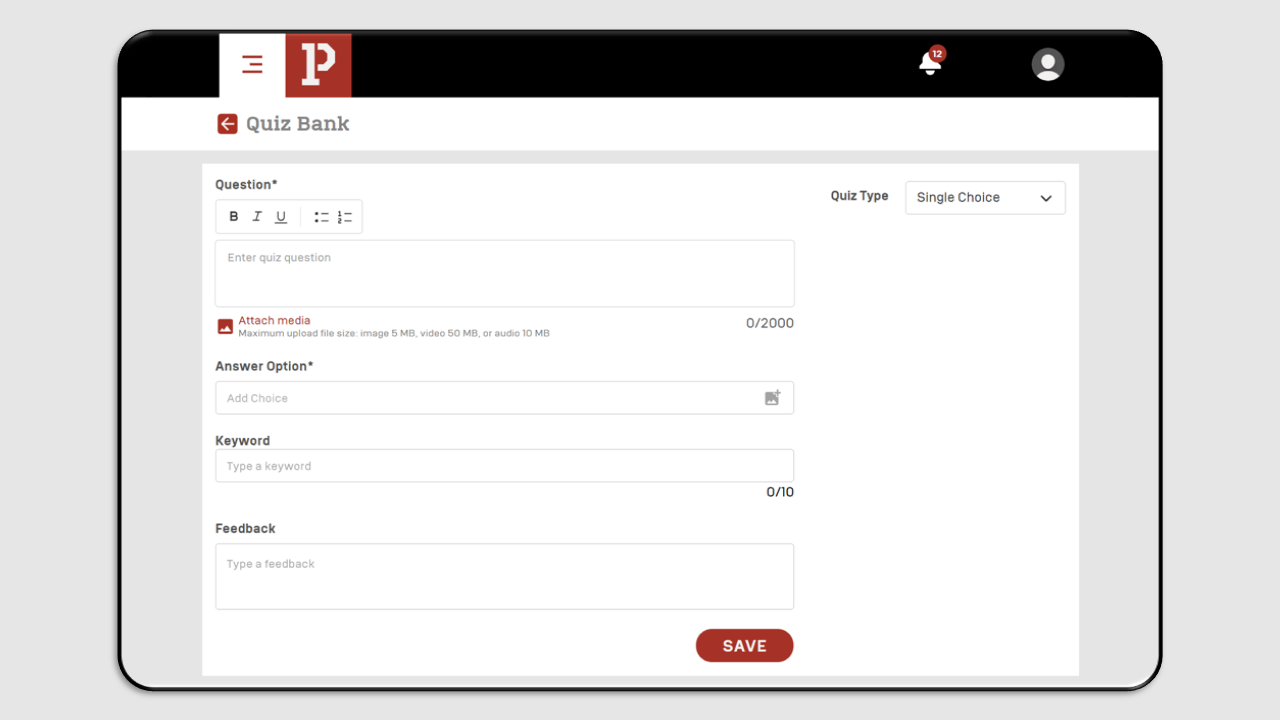 P
12
Quiz Bank
Question*
Quiz Type
Single Choice
B I U
Enter quiz question
Attach media
Maximum upload file size: image 5 MB, video 50 MB, or audio 10 MB
0/2000
Answer Option*
Add Choice
Keyword
Type a keyword
0/10
Feedback
Type a feedback
SAVE